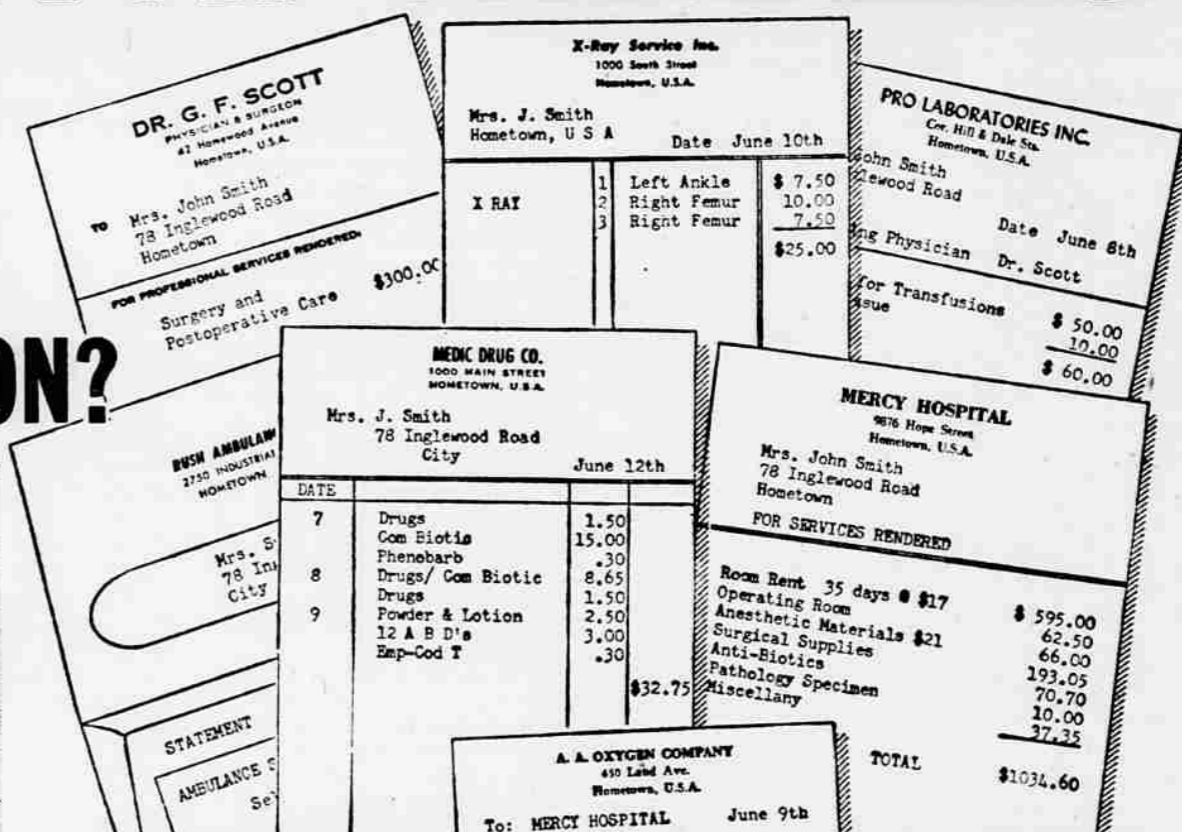 DR. G. F. SCOTT
PHYSICIAN & SURGEON
42 Homewood Avenue
Hometown, U.S.A.
TO Mrs. John Smith
78 Inglewood Road
Hometown
FOR PROFESSIONAL SERVICES RENDERED:
Surgery and
Postoperative Care $300.00
X-Ray Service Inc.
1000 South Street
Hometown, U.S.A.
Mrs. J. Smith
Hometown, U S A Date June 10th
1 Left Ankle $ 7.50
X RAY 2 Right Femur 10.00
3 Right Femur 7.50
$25.00
PRO LABORATORIES INC.
Cor. Hill & Dale Sts.
Hometown, U.S.A.
ohn Smith
lewood Road
Date June 8th
ng Physician Dr. Scott
for Transfusions $ 50.00
sue 10.00
$ 60.00
ON?
RUSH AMBULAN
2750 INDUSTRIAL
HOMETOWN
Mrs. S
78 In
City
STATEMENT
AMBULANCE S
Se
MEDIC DRUG CO.
1000 MAIN STREET
HOMETOWN, U.S.A.
Mrs. J. Smith
78 Inglewood Road
City June 12th
DATE
7 Drugs 1.50
Com Biotis 15.00
Phenobarb .30
8 Drugs/ Com Biotic 8.65
Drugs 1.50
9 Powder & Lotion 2.50
12 A B D's 3.00
Emp-Cod T .30
$32.75
MERCY HOSPITAL
9876 Hope Street
Hometown, U.S.A.
Mrs. John Smith
78 Inglewood Road
Hometown
FOR SERVICES RENDERED
Room Rent 35 days @ $17 $ 595.00
Operating Room 62.50
Anesthetic Materials $21 66.00
Surgical Supplies 193.05
Anti-Biotics 70.70
Pathology Specimen 10.00
Miscellany 37.35
TOTAL $1034.60
A. A. OXYGEN COMPANY
450 Land Ave.
Hometown, U.S.A.
To: MERCY HOSPITAL June 9th